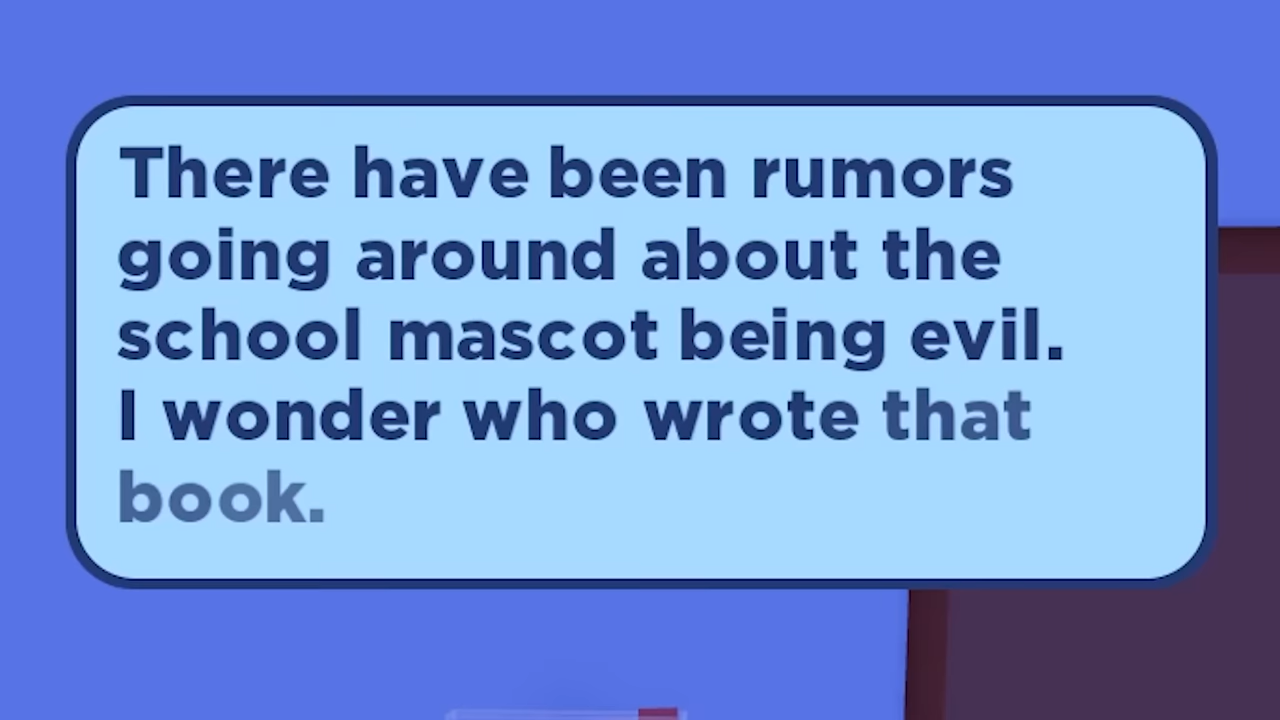 There have been rumors
going around about the
school mascot being evil.
I wonder who wrote that
book.